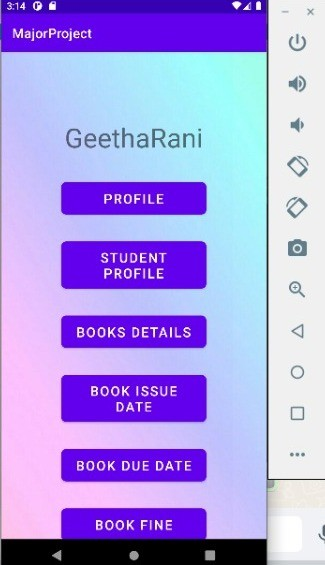 3:14
MajorProject
GeethaRani
PROFILE
STUDENT
PROFILE
BOOKS DETAILS
BOOK ISSUE
DATE
BOOK DUE DATE
BOOK FINE